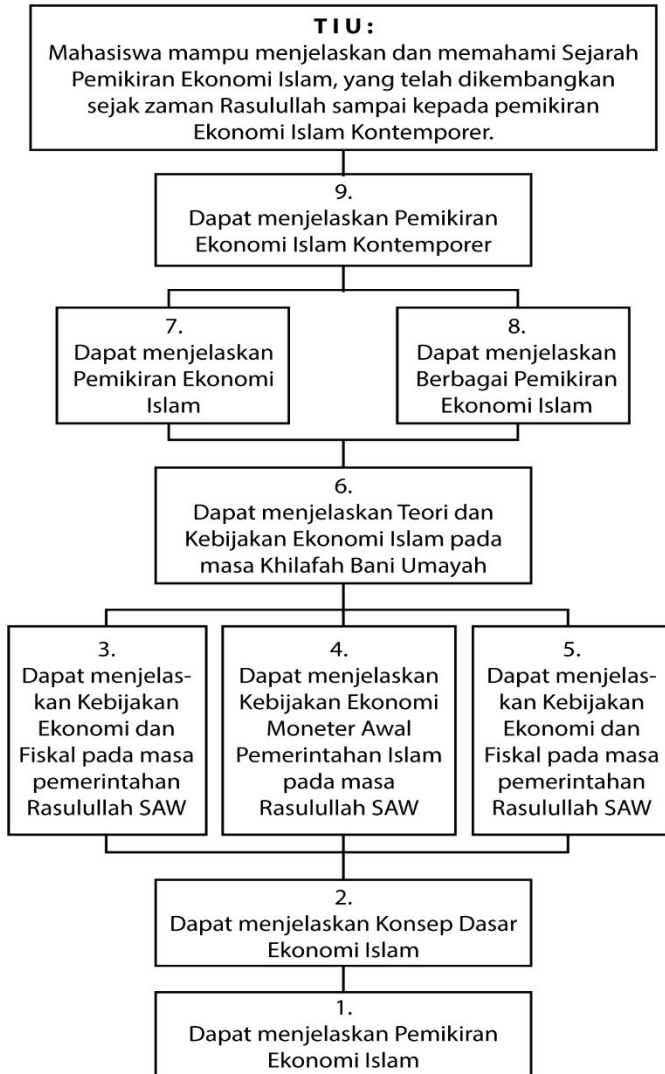 TIU:
Mahasiswa mampu menjelaskan dan memahami Sejarah
Pemikiran Ekonomi Islam, yang telah dikembangkan
sejak zaman Rasulullah sampai kepada pemikiran
Ekonomi Islam Kontemporer.
9.
Dapat menjelaskan Pemikiran
Ekonomi Islam Kontemporer
7.
Dapat menjelaskan
Pemikiran Ekonomi
Islam
8.
Dapat menjelaskan
Berbagai Pemikiran
Ekonomi Islam
6.
Dapat menjelaskan Teori dan
Kebijakan Ekonomi Islam pada
masa Khilafah Bani Umayah
3.
Dapat menjelas-
kan Kebijakan
Ekonomi dan
Fiskal pada masa
pemerintahan
Rasulullah SAW
4.
Dapat menjelaskan
Kebijakan Ekonomi
Moneter Awal
Pemerintahan Islam
pada masa
Rasulullah SAW
5.
Dapat menjelas-
kan Kebijakan
Ekonomi dan
Fiskal pada masa
pemerintahan
Rasulullah SAW
2.
Dapat menjelaskan Konsep Dasar
Ekonomi Islam
1.
Dapat menjelaskan Pemikiran
Ekonomi Islam